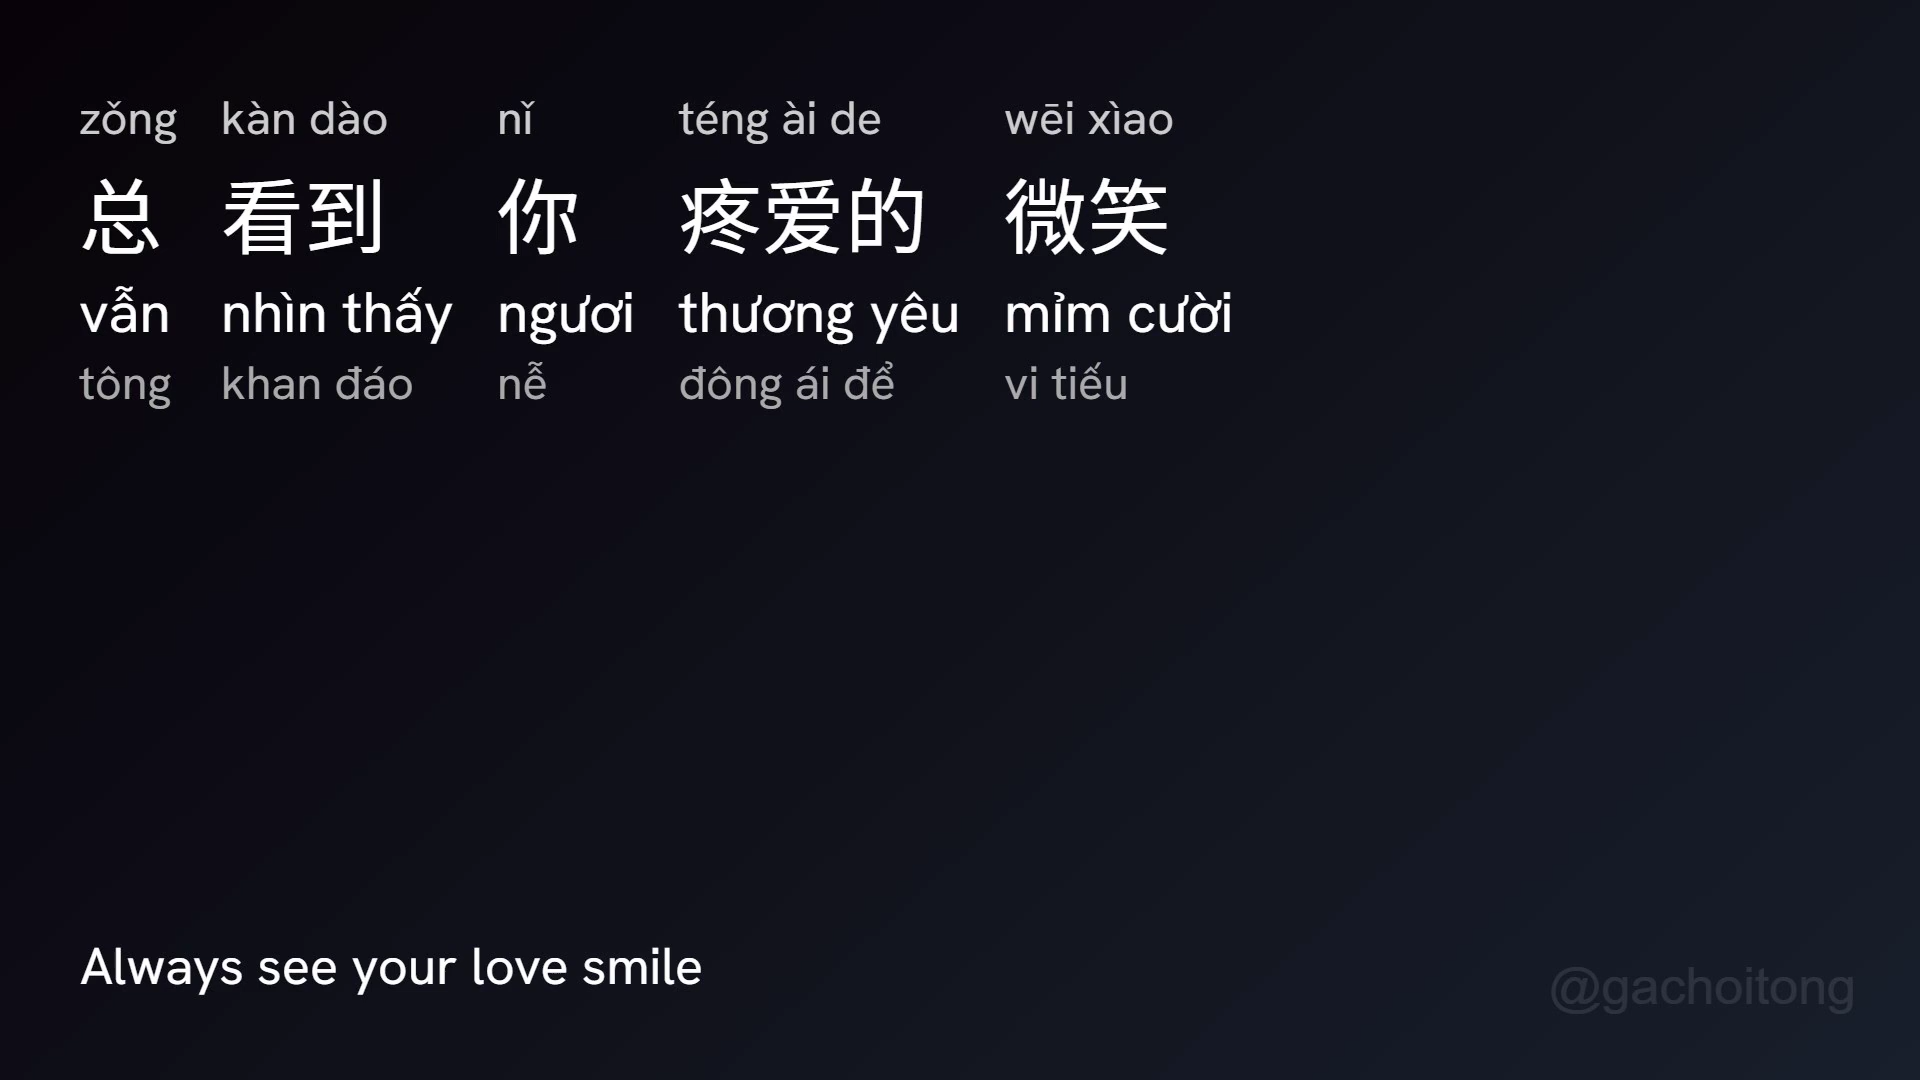 zǒng kàn dào nǐ téng ài de wēi xìao
总 看到 你 疼爱的 微笑
vẫn nhìn thấy ngươi thương yêu mỉm cười
tông khan đáo nễ đông ái để vi tiếu
Always see your love smile
@gachoitong